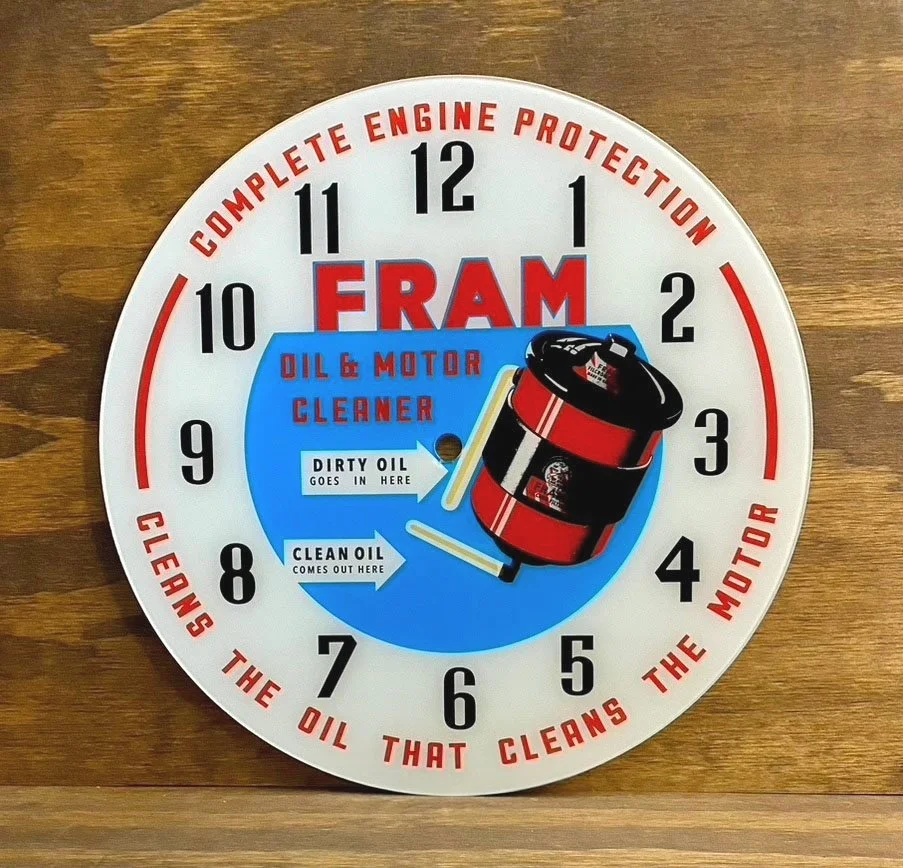 COMPLETE ENGINE PROTECTION
12
11
1
FRAM
10
2
OIL & MOTOR
CLEANER
9
3
DIRTY OIL
GOES IN HERE
CLEAN OIL
COMES OUT HERE
8
4
7
5
6
CLEANS THE OIL THAT CLEANS THE MOTOR